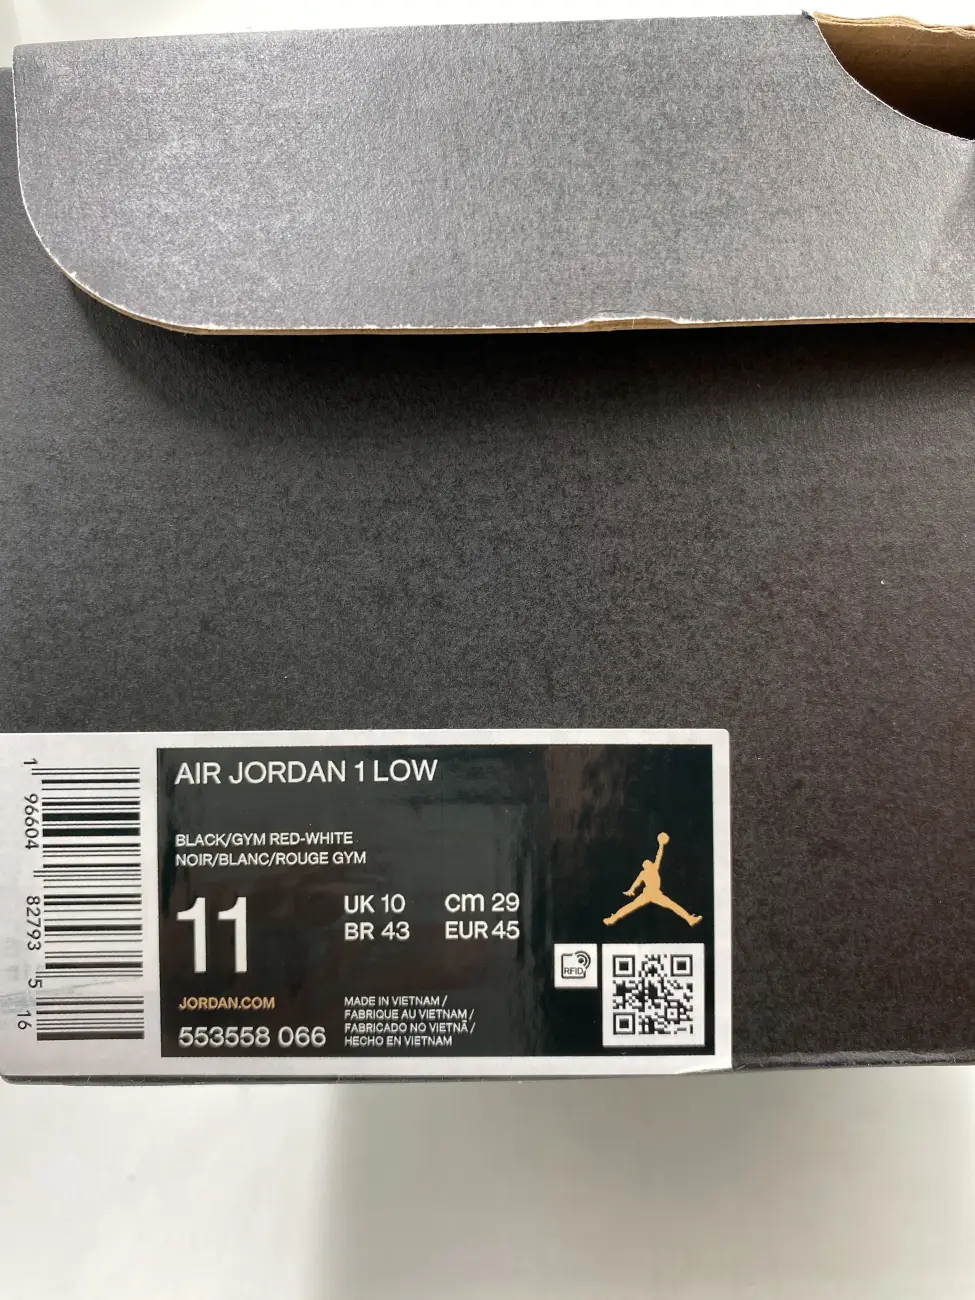 AIR JORDAN 1 LOW
BLACK/GYM RED-WHITE
NOIR/BLANC/ROUGE GYM
11
UK 10
cm 29
BR 43
EUR 45
JORDAN.COM
553558 066
MADE IN VIETNAM /
FABRIQUE AU VIETNAM /
FABRICADO NO VIETNÃ /
HECHO EN VIETNAM
RFID
1 96604 82793 5 16